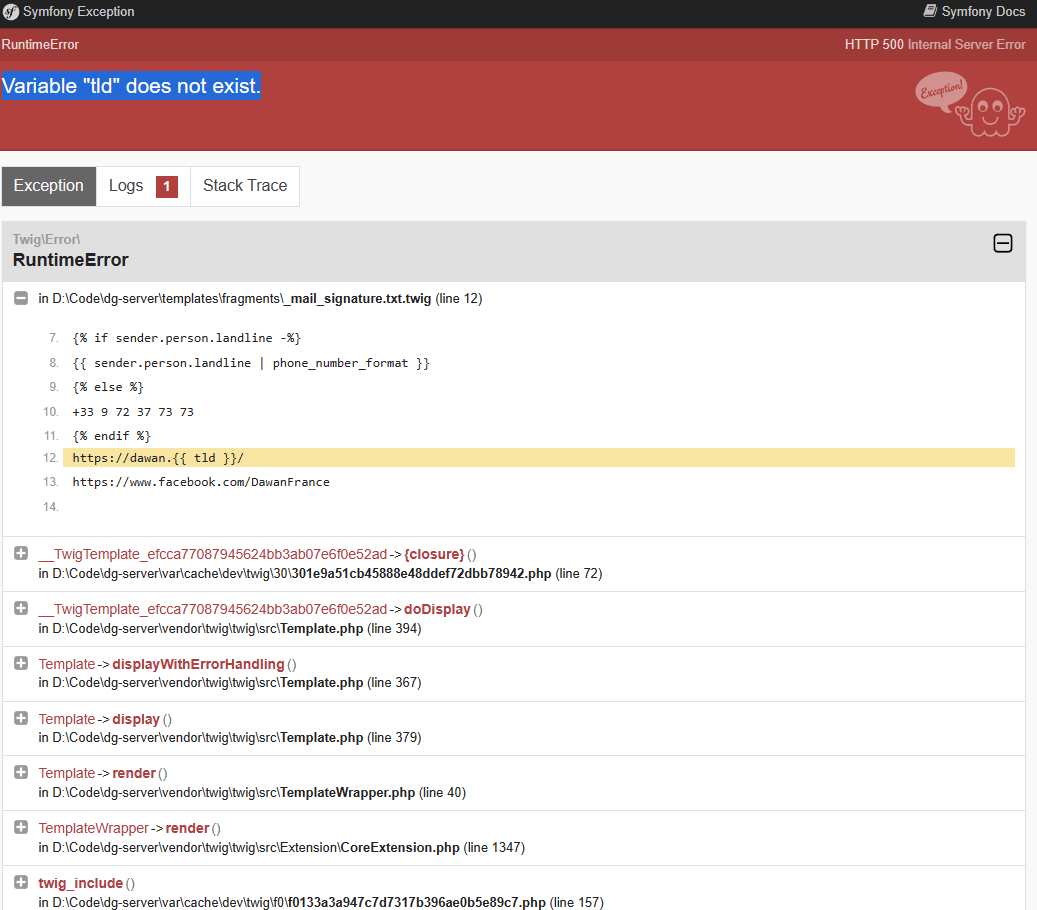 Symfony Exception
Symfony Docs
RuntimeError
HTTP 500 Internal Server Error
Variable "tld" does not exist.
Exception!
Exception
Logs 1
Stack Trace
Twig\Error\
RuntimeError
in D:\Code\dg-server\templates\fragments\_mail_signature.txt.twig (line 12)
7. {% if sender.person.landline -%}
8. {{ sender.person.landline | phone_number_format }}
9. {% else %}
10. +33 9 72 37 73 73
11. {% endif %}
12. https://dawan.{{ tld }}/
13. https://www.facebook.com/DawanFrance
14.
__TwigTemplate_efcca77087945624bb3ab07e6f0e52ad->{closure}()
in D:\Code\dg-server\var\cache\dev\twig\30\301e9a51cb45888e48ddef72dbb78942.php (line 72)
__TwigTemplate_efcca77087945624bb3ab07e6f0e52ad->doDisplay()
in D:\Code\dg-server\vendor\twig\twig\src\Template.php (line 394)
Template->displayWithErrorHandling()
in D:\Code\dg-server\vendor\twig\twig\src\Template.php (line 367)
Template->display()
in D:\Code\dg-server\vendor\twig\twig\src\Template.php (line 379)
Template->render()
in D:\Code\dg-server\vendor\twig\twig\src\TemplateWrapper.php (line 40)
TemplateWrapper->render()
in D:\Code\dg-server\vendor\twig\twig\src\Extension\CoreExtension.php (line 1347)
twig_include()
in D:\Code\dg-server\var\cache\dev\twig\f0\f0133a3a947c7d7317b396ae0b5e89c7.php (line 157)